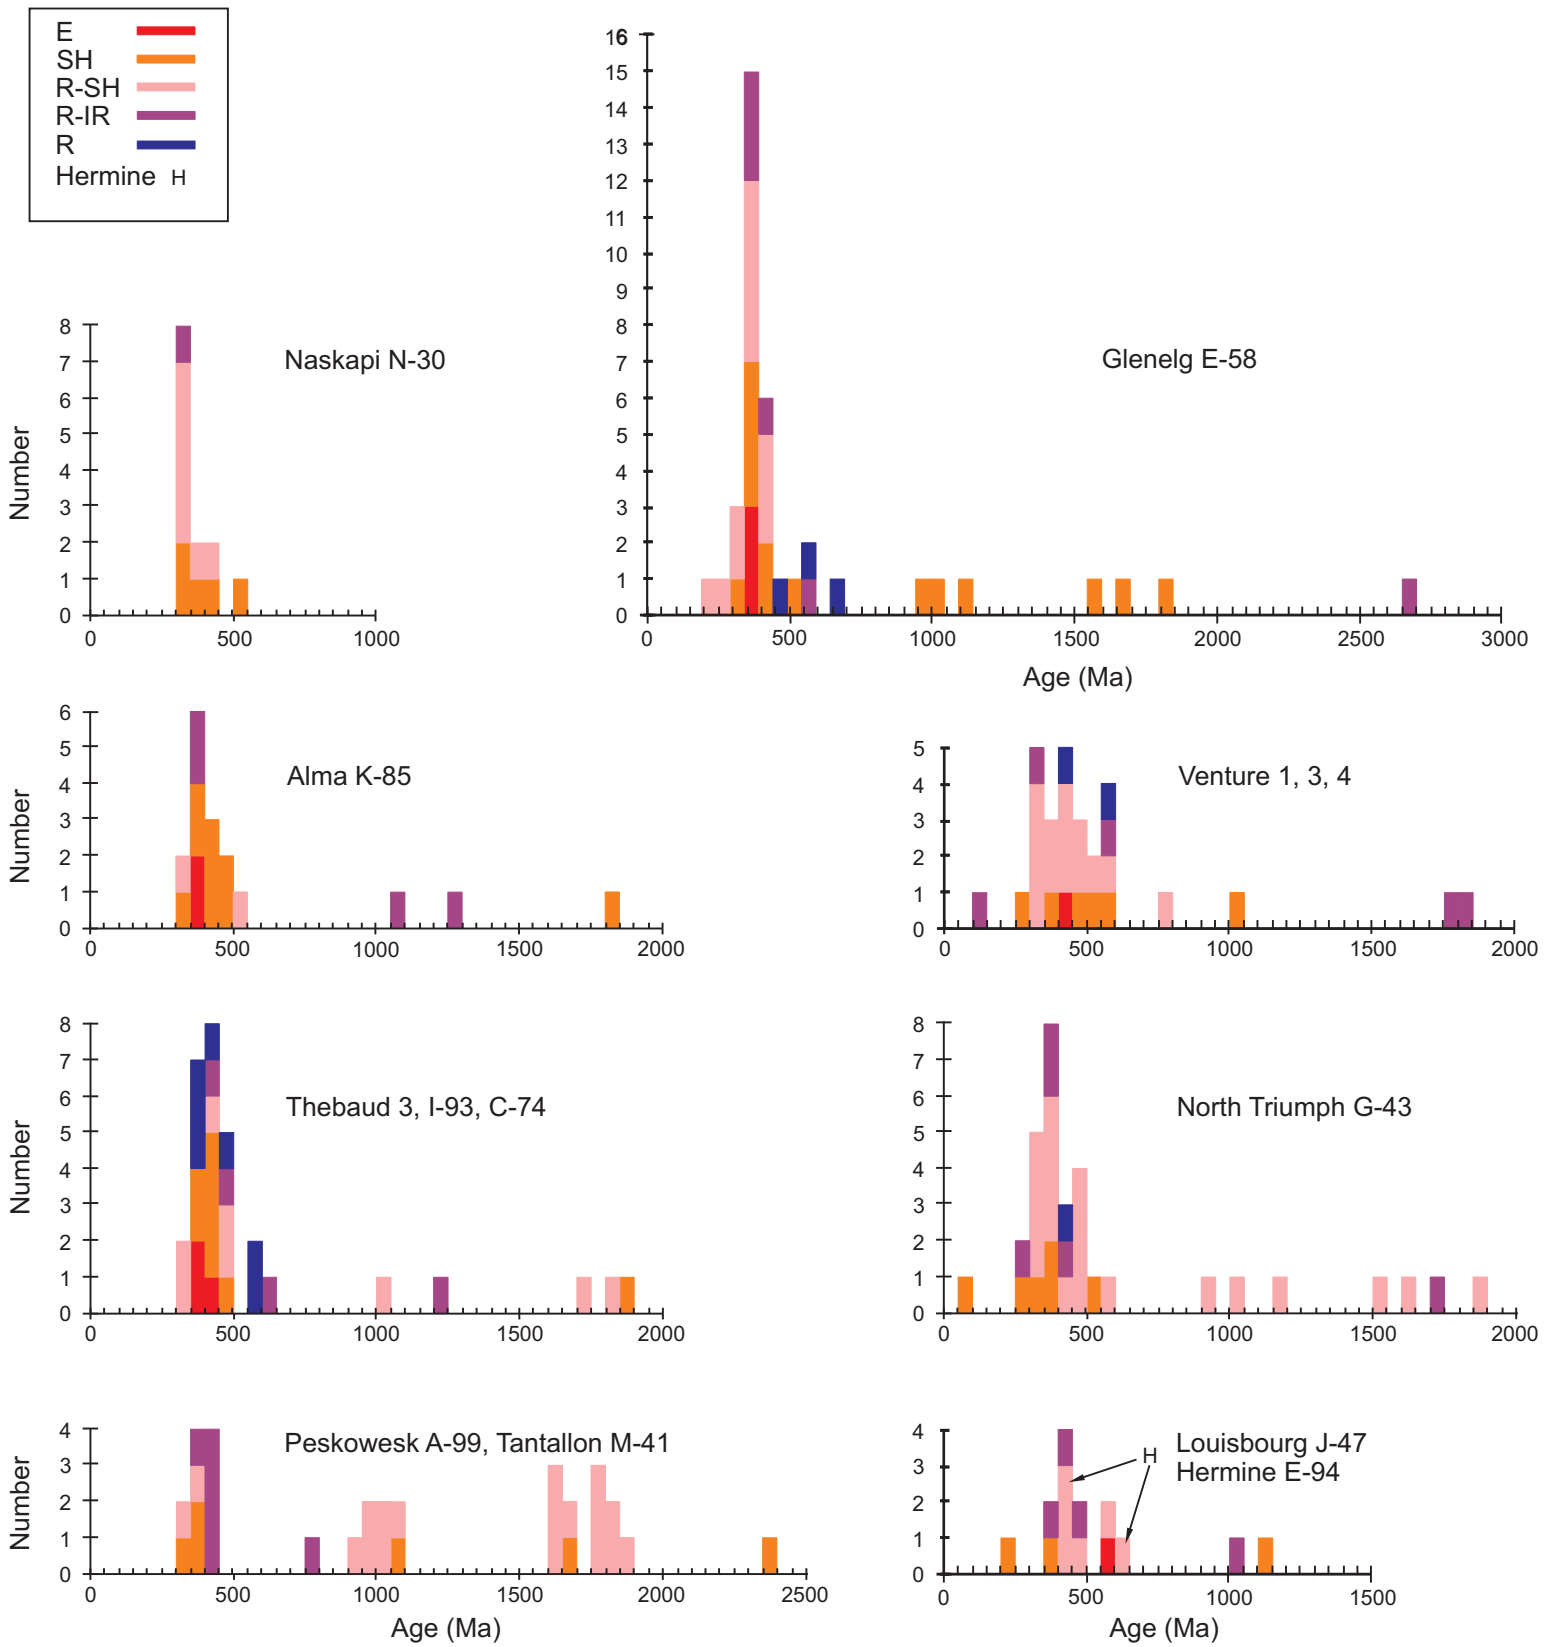 E
SH
R-SH
R-IR
R
Hermine H
Naskapi N-30
Number
8
7
6
5
4
3
2
1
0
0 500 1000
Glenelg E-58
16
15
14
13
12
11
10
9
8
7
6
5
4
3
2
1
0
0 500 1000 1500 2000 2500 3000
Age (Ma)
Alma K-85
Number
6
5
4
3
2
1
0
0 500 1000 1500 2000
Venture 1, 3, 4
5
4
3
2
1
0
0 500 1000 1500 2000
Thebaud 3, I-93, C-74
Number
8
7
6
5
4
3
2
1
0
0 500 1000 1500 2000
North Triumph G-43
8
7
6
5
4
3
2
1
0
0 500 1000 1500 2000
Peskowesk A-99, Tantallon M-41
Number
4
3
2
1
0
0 500 1000 1500 2000 2500
Age (Ma)
Louisbourg J-47
Hermine E-94
H
4
3
2
1
0
0 500 1000 1500
Age (Ma)